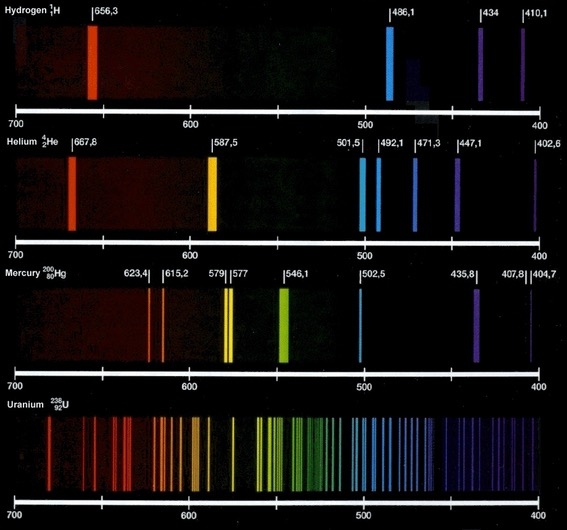 Hydrogen ¹₁H 656,3 486,1 434 410,1
700 600 500 400
Helium ⁴₂He 667,8 587,5 501,5 492,1 471,3 447,1 402,6
700 600 500 400
Mercury ²⁰⁰₈₀Hg 623,4 615,2 579 577 546,1 502,5 435,8 407,8 404,7
700 600 500 400
Uranium ²³⁸₉₂U
700 600 500 400